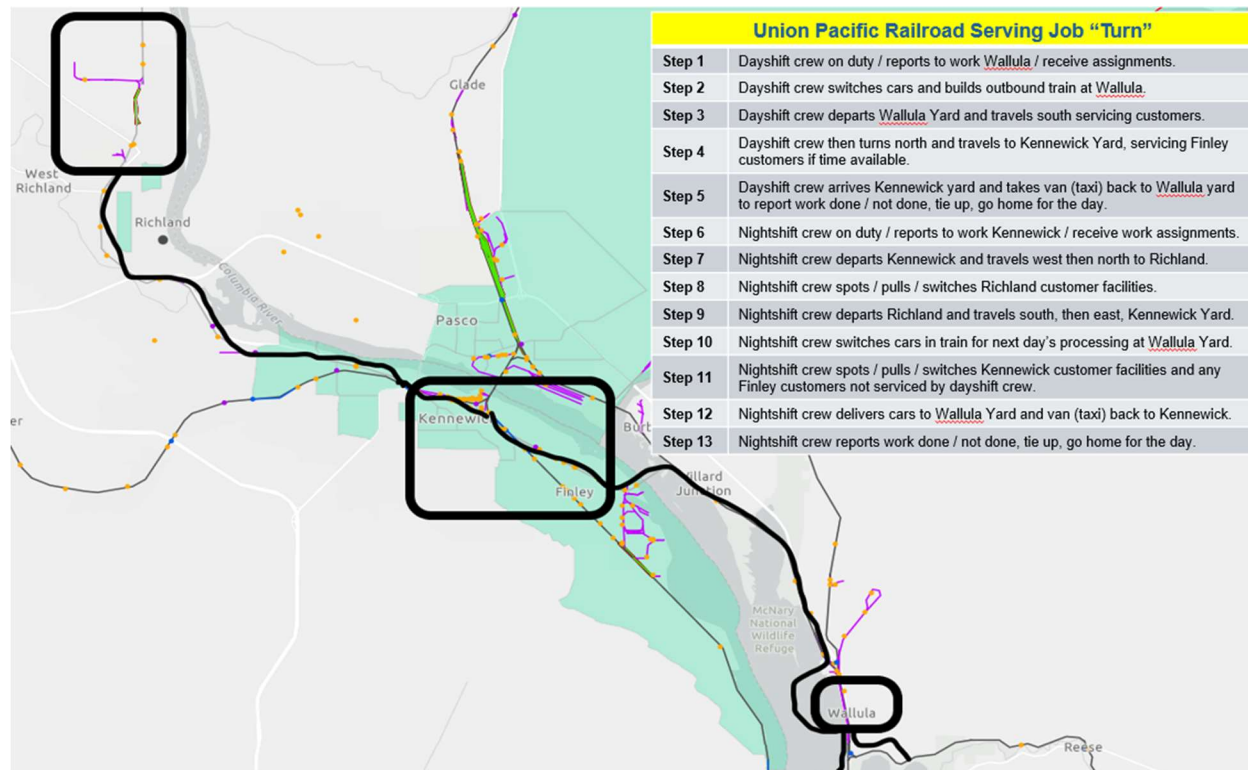 Union Pacific Railroad Serving Job “Turn”
Step 1 Dayshift crew on duty / reports to work Wallula / receive assignments.
Step 2 Dayshift crew switches cars and builds outbound train at Wallula.
Step 3 Dayshift crew departs Wallula Yard and travels south servicing customers.
Step 4 Dayshift crew then turns north and travels to Kennewick Yard, servicing Finley
customers if time available.
Step 5 Dayshift crew arrives Kennewick yard and takes van (taxi) back to Wallula yard
to report work done / not done, tie up, go home for the day.
Step 6 Nightshift crew on duty / reports to work Kennewick / receive work assignments.
Step 7 Nightshift crew departs Kennewick and travels west then north to Richland.
Step 8 Nightshift crew spots / pulls / switches Richland customer facilities.
Step 9 Nightshift crew departs Richland and travels south, then east, Kennewick Yard.
Step 10 Nightshift crew switches cars in train for next day’s processing at Wallula Yard.
Step 11 Nightshift crew spots / pulls / switches Kennewick customer facilities and any
Finley customers not serviced by dayshift crew.
Step 12 Nightshift crew delivers cars to Wallula Yard and van (taxi) back to Kennewick.
Step 13 Nightshift crew reports work done / not done, tie up, go home for the day.
Glade
West
Richland
Richland
Columbia River
Pasco
Kennewic
er
Burb
Finley
illard
Junction
McNary
National
Wildlife
Refuge
Wallula
Reese